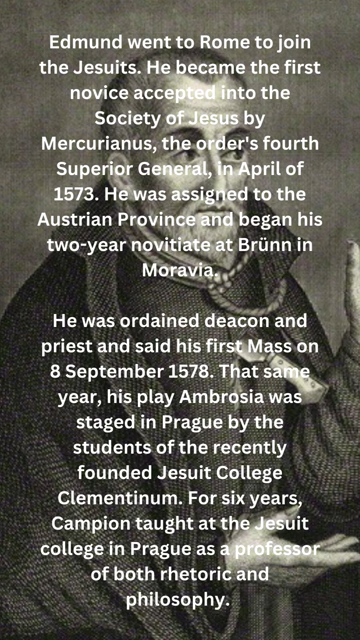 Edmund went to Rome to join
the Jesuits. He became the first
novice accepted into the
Society of Jesus by
Mercurianus, the order's fourth
Superior General, in April of
1573. He was assigned to the
Austrian Province and began his
two-year novitiate at Brünn in
Moravia.
He was ordained deacon and
priest and said his first Mass on
8 September 1578. That same
year, his play Ambrosia was
staged in Prague by the
students of the recently
founded Jesuit College
Clementinum. For six years,
Campion taught at the Jesuit
college in Prague as a professor
of both rhetoric and
philosophy.